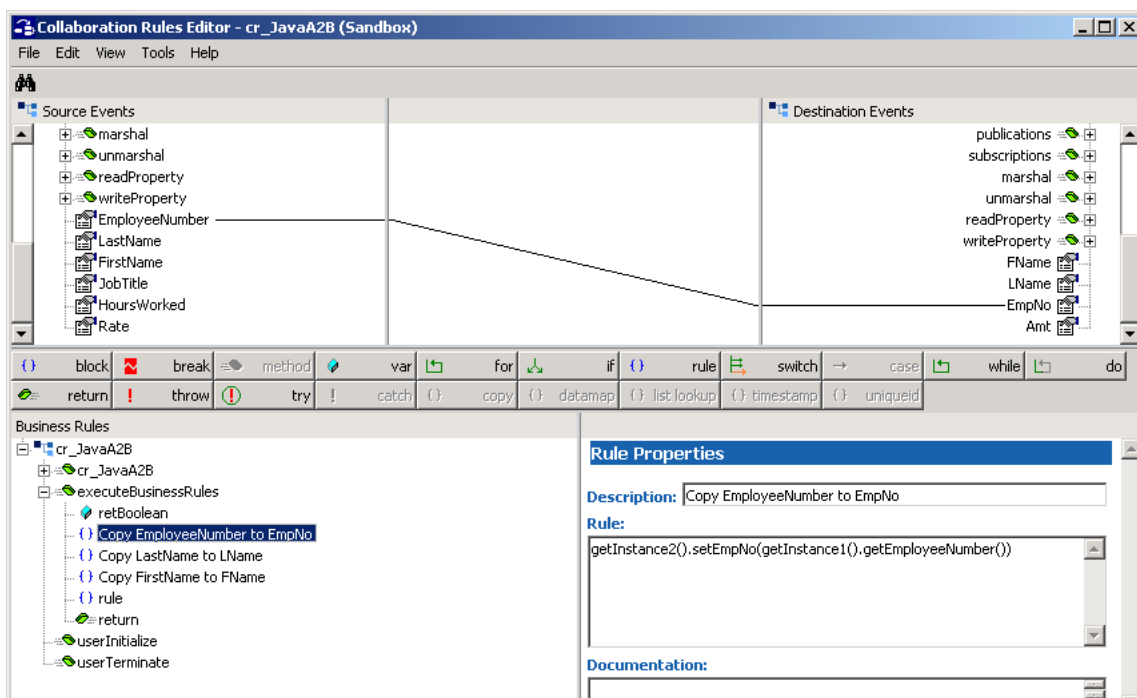 Collaboration Rules Editor - cr_JavaA2B (Sandbox)
File Edit View Tools Help
Source Events
Destination Events
marshal
unmarshal
readProperty
writeProperty
EmployeeNumber
LastName
FirstName
JobTitle
HoursWorked
Rate
publications
subscriptions
marshal
unmarshal
readProperty
writeProperty
FName
LName
EmpNo
Amt
{} block break method var for if {} rule switch case while do
return throw try catch {} copy {} datamap {} list lookup {} timestamp {} uniqueid
Business Rules
cr_JavaA2B
cr_JavaA2B
executeBusinessRules
retBoolean
{} Copy EmployeeNumber to EmpNo
{} Copy LastName to LName
{} Copy FirstName to FName
{} rule
return
userInitialize
userTerminate
Rule Properties
Description: Copy EmployeeNumber to EmpNo
Rule:
getInstance2().setEmpNo(getInstance1().getEmployeeNumber())
Documentation: